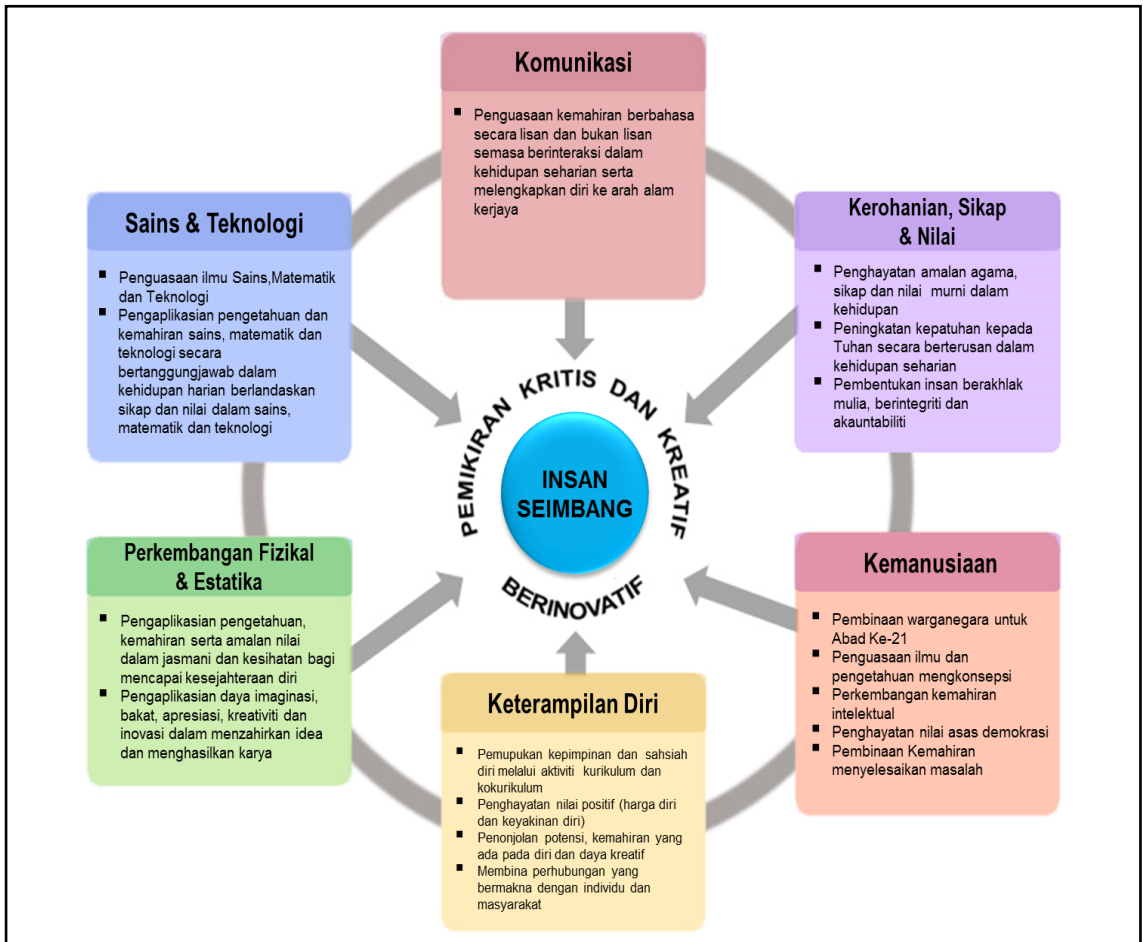 Komunikasi
▪ Penguasaan kemahiran berbahasa
secara lisan dan bukan lisan
semasa berinteraksi dalam
kehidupan seharian serta
melengkapkan diri ke arah alam
kerjaya
Sains & Teknologi
▪ Penguasaan ilmu Sains,Matematik
dan Teknologi
▪ Pengaplikasian pengetahuan dan
kemahiran sains, matematik dan
teknologi secara
bertanggungjawab dalam
kehidupan harian berlandaskan
sikap dan nilai dalam sains,
matematik dan teknologi
Kerohanian, Sikap
& Nilai
▪ Penghayatan amalan agama,
sikap dan nilai murni dalam
kehidupan
▪ Peningkatan kepatuhan kepada
Tuhan secara berterusan dalam
kehidupan seharian
▪ Pembentukan insan berakhlak
mulia, berintegriti dan
akauntabiliti
PEMIKIRAN KRITIS DAN KREATIF
INSAN
SEIMBANG
BERINOVATIF
Perkembangan Fizikal
& Estatika
▪ Pengaplikasian pengetahuan,
kemahiran serta amalan nilai
dalam jasmani dan kesihatan bagi
mencapai kesejahteraan diri
▪ Pengaplikasian daya imaginasi,
bakat, apresiasi, kreativiti dan
inovasi dalam menzahirkan idea
dan menghasilkan karya
Kemanusiaan
▪ Pembinaan warganegara untuk
Abad Ke-21
▪ Penguasaan ilmu dan
pengetahuan mengkonsepsi
▪ Perkembangan kemahiran
intelektual
▪ Penghayatan nilai asas demokrasi
▪ Pembinaan Kemahiran
menyelesaikan masalah
Keterampilan Diri
▪ Pemupukan kepimpinan dan sahsiah
diri melalui aktiviti kurikulum dan
kokurikulum
▪ Penghayatan nilai positif (harga diri
dan keyakinan diri)
▪ Penonjolan potensi, kemahiran yang
ada pada diri dan daya kreatif
▪ Membina perhubungan yang
bermakna dengan individu dan
masyarakat